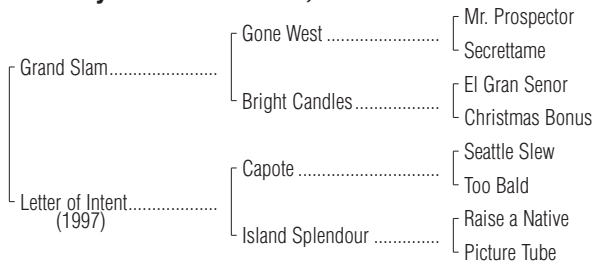 Mr. Prospector
Gone West
Secrettame
Grand Slam
El Gran Senor
Bright Candles
Christmas Bonus
Seattle Slew
Capote
Too Bald
Letter of Intent
(1997)
Raise a Native
Island Splendour
Picture Tube